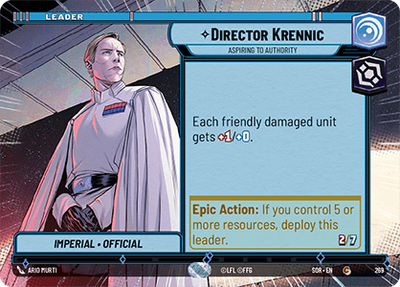 LEADER
DIRECTOR KRENNIC
ASPIRING TO AUTHORITY
Each friendly damaged unit
gets +1/+0.
Epic Action: If you control 5 or
more resources, deploy this
leader.
2/7
IMPERIAL • OFFICIAL
ARIO MURTI
©LFL ©FFG
SOR • EN
C
269